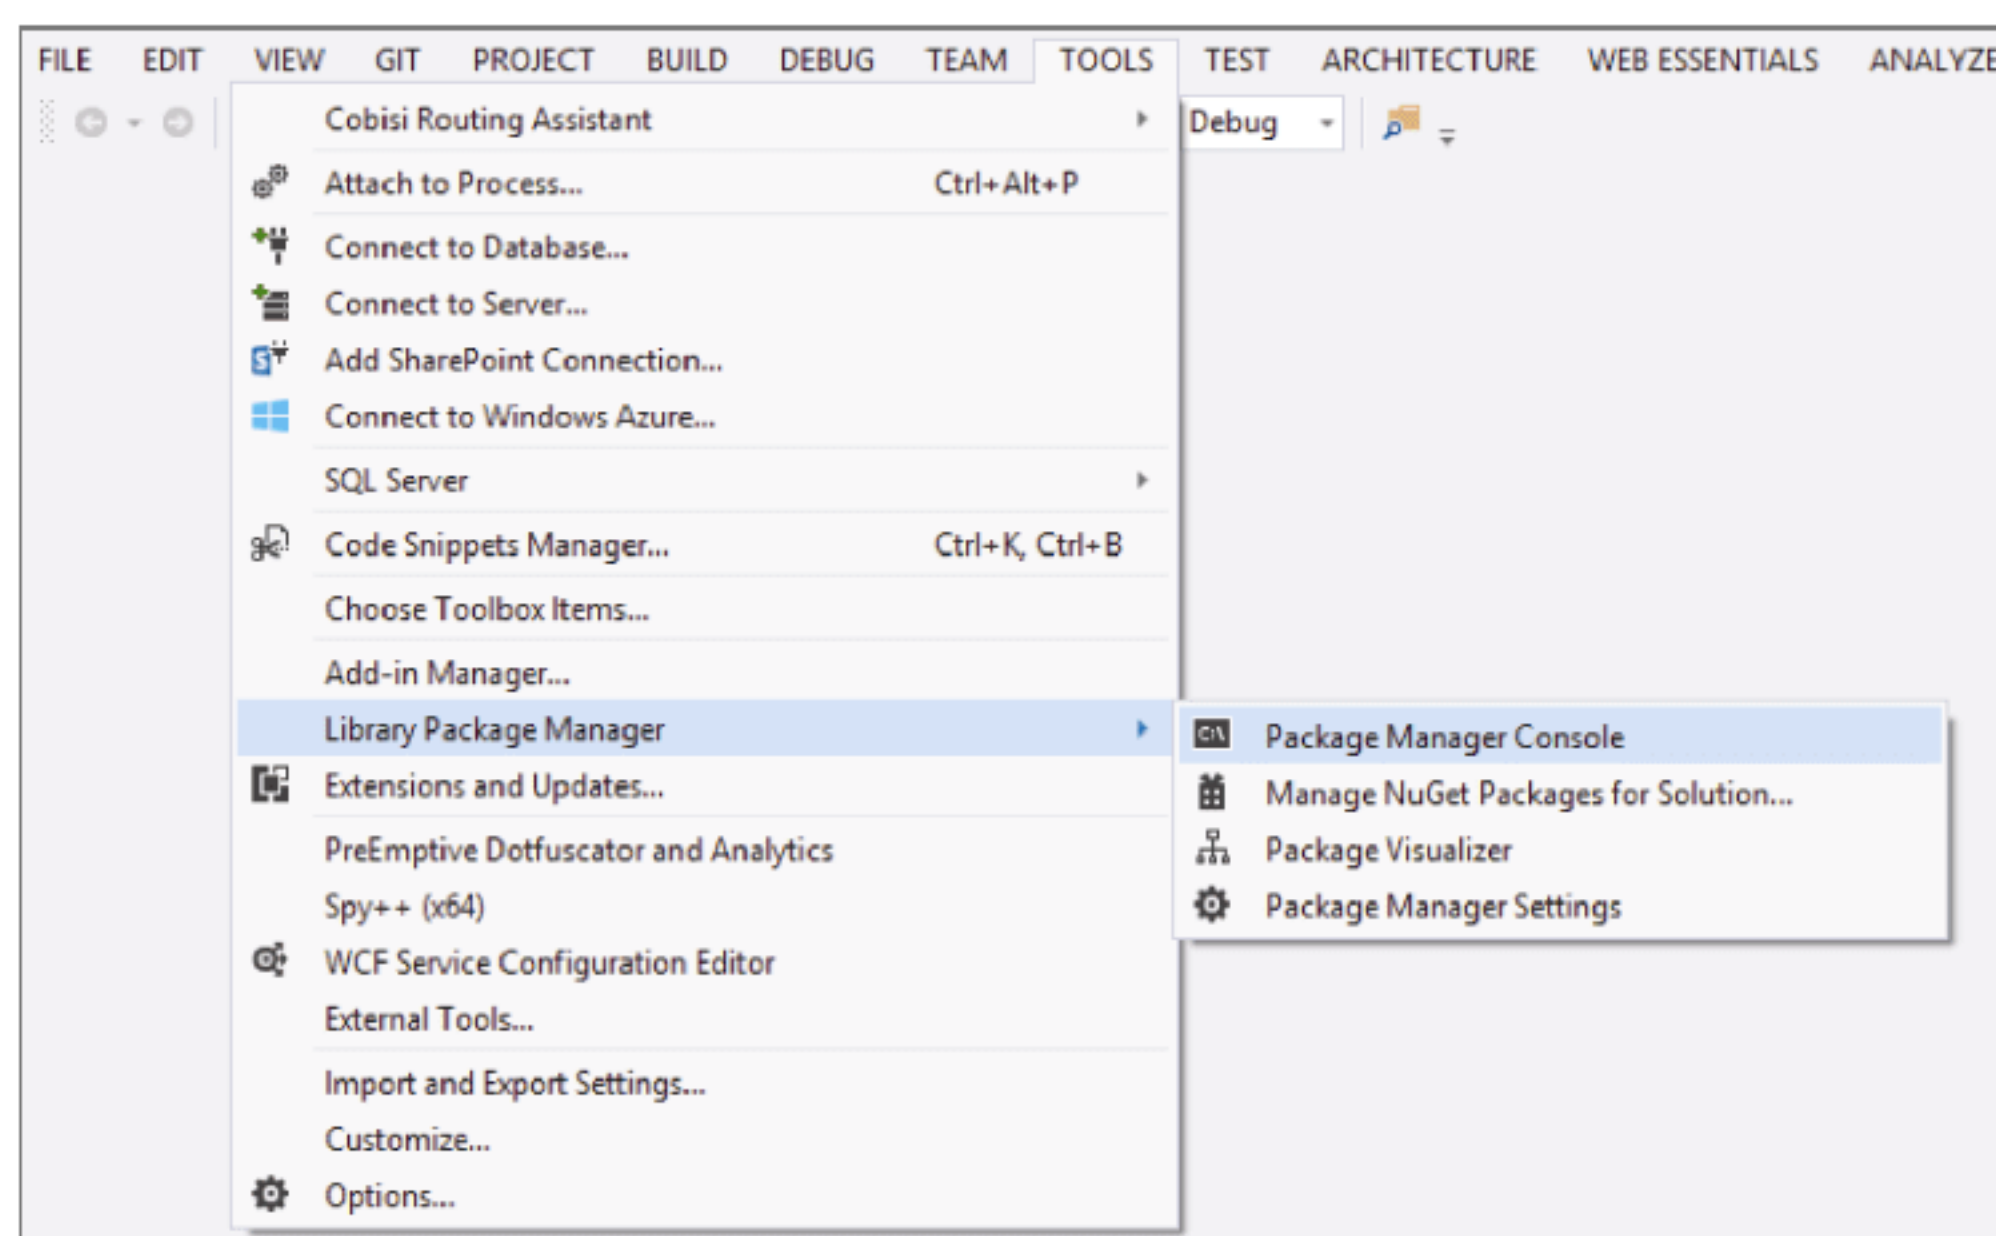 FILE EDIT VIEW GIT PROJECT BUILD DEBUG TEAM TOOLS TEST ARCHITECTURE WEB ESSENTIALS ANALYZE
Debug
Cobisi Routing Assistant
Attach to Process... Ctrl+Alt+P
Connect to Database...
Connect to Server...
Add SharePoint Connection...
Connect to Windows Azure...
SQL Server
Code Snippets Manager... Ctrl+K, Ctrl+B
Choose Toolbox Items...
Add-in Manager...
Library Package Manager
Extensions and Updates...
PreEmptive Dotfuscator and Analytics
Spy++ (x64)
WCF Service Configuration Editor
External Tools...
Import and Export Settings...
Customize...
Options...
C:\ Package Manager Console
Manage NuGet Packages for Solution...
Package Visualizer
Package Manager Settings